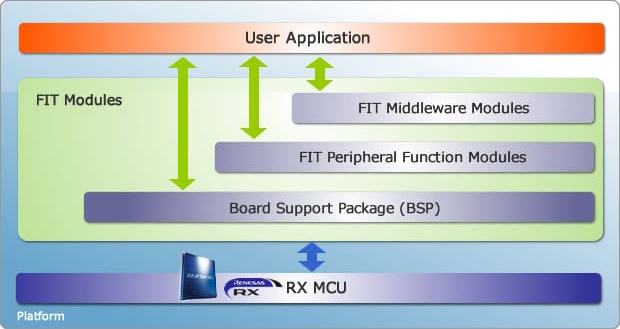 User Application
FIT Modules
FIT Middleware Modules
FIT Peripheral Function Modules
Board Support Package (BSP)
RENESAS
RX
RX MCU
Platform